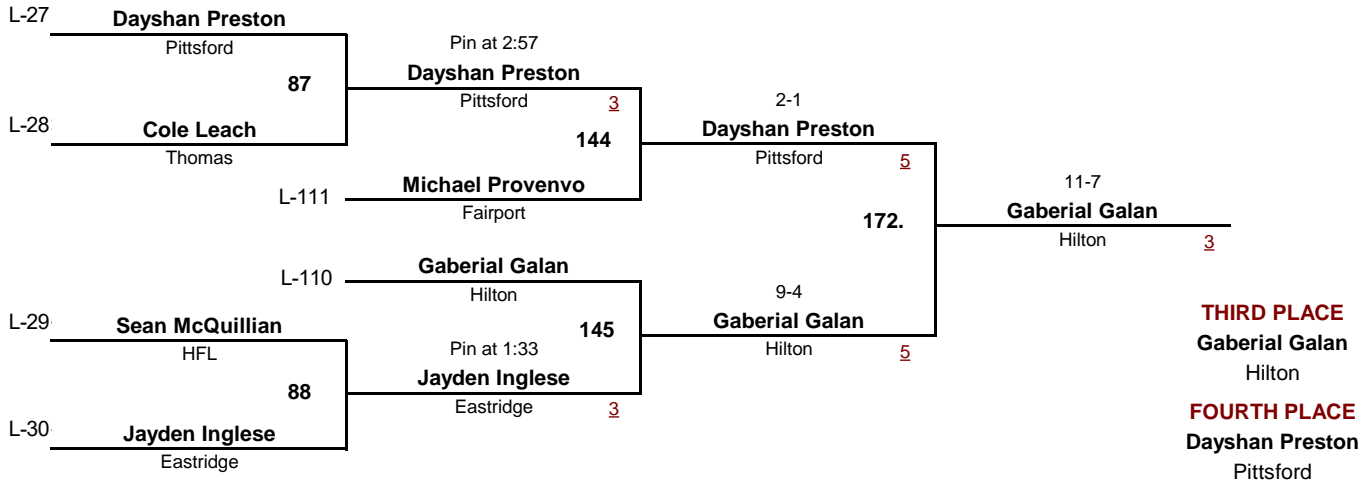 L-27
Dayshan Preston
Pittsford
87
L-28
Cole Leach
Thomas
Pin at 2:57
Dayshan Preston
Pittsford 3
144
L-111
Michael Provenvo
Fairport
2-1
Dayshan Preston
Pittsford 5
172.
11-7
Gaberial Galan
Hilton 3
L-110
Gaberial Galan
Hilton
145
L-29
Sean McQuillian
HFL
88
L-30
Jayden Inglese
Eastridge
Pin at 1:33
Jayden Inglese
Eastridge 3
9-4
Gaberial Galan
Hilton 5
THIRD PLACE
Gaberial Galan
Hilton
FOURTH PLACE
Dayshan Preston
Pittsford